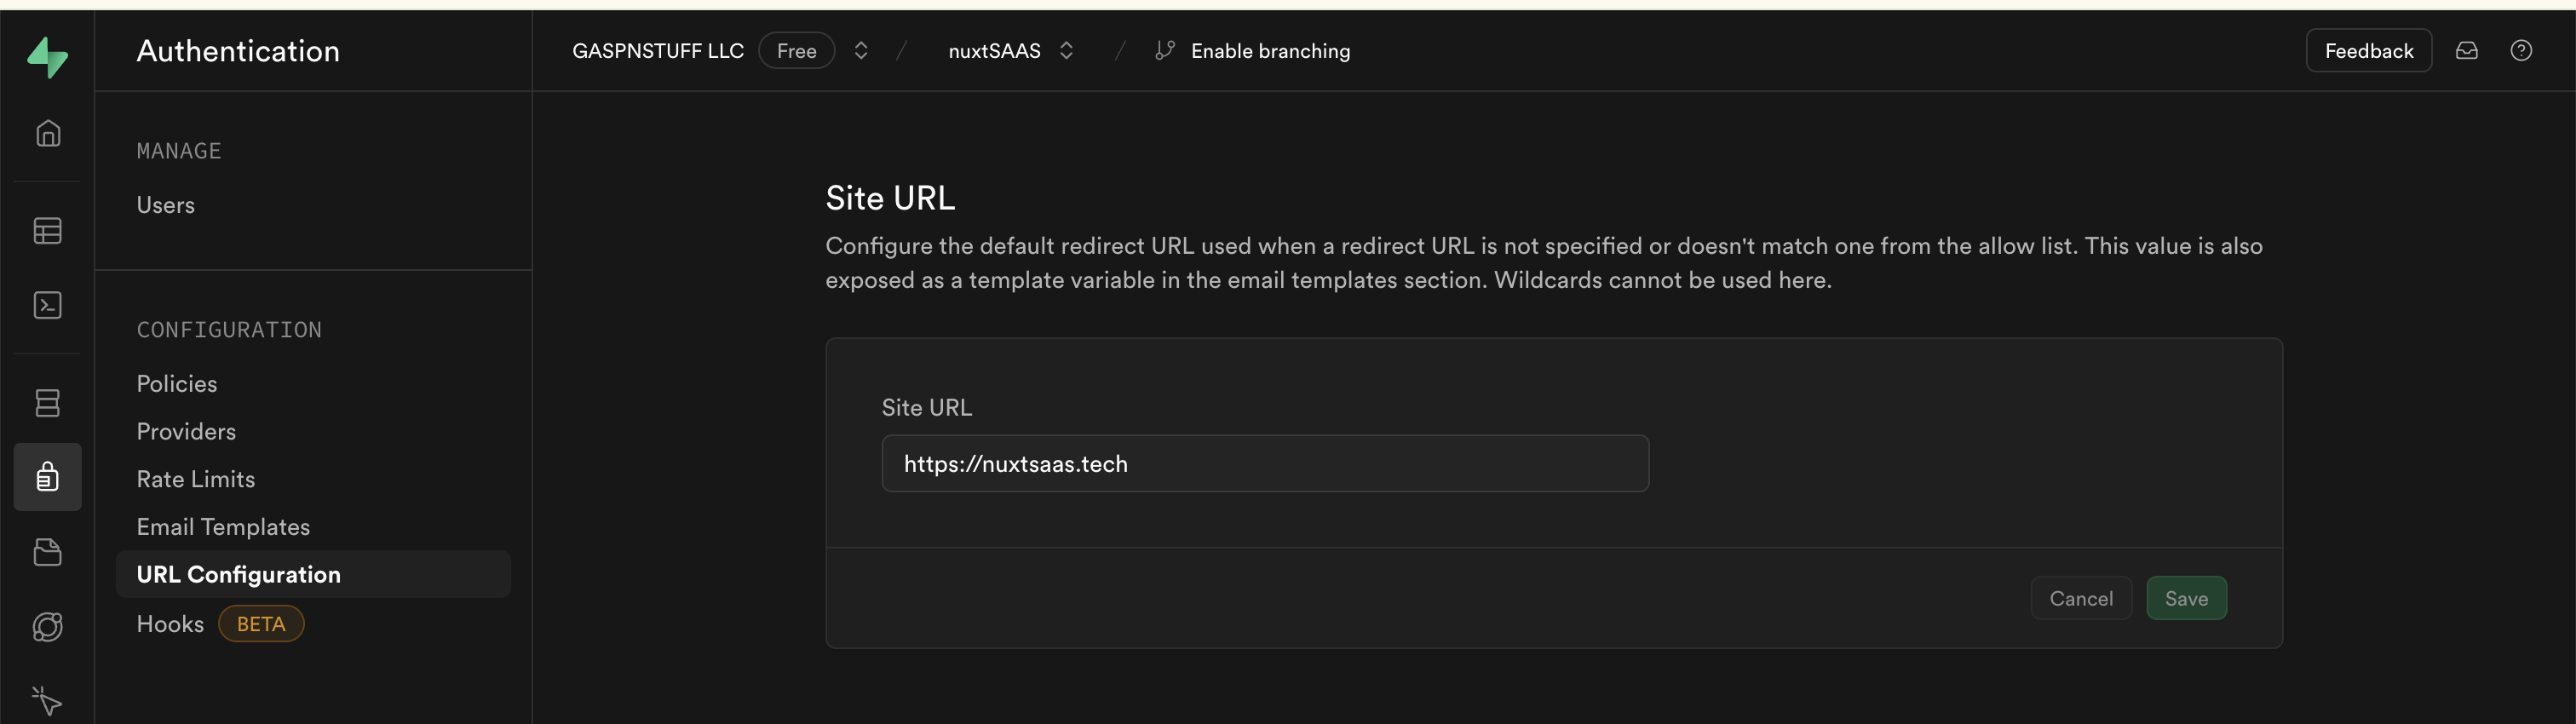 Authentication
GASPNSTUFF LLC Free / nuxtSAAS / Enable branching
Feedback
MANAGE
Users
CONFIGURATION
Policies
Providers
Rate Limits
Email Templates
URL Configuration
Hooks BETA
Site URL
Configure the default redirect URL used when a redirect URL is not specified or doesn't match one from the allow list. This value is also
exposed as a template variable in the email templates section. Wildcards cannot be used here.
Site URL
https://nuxtsaas.tech
Cancel Save